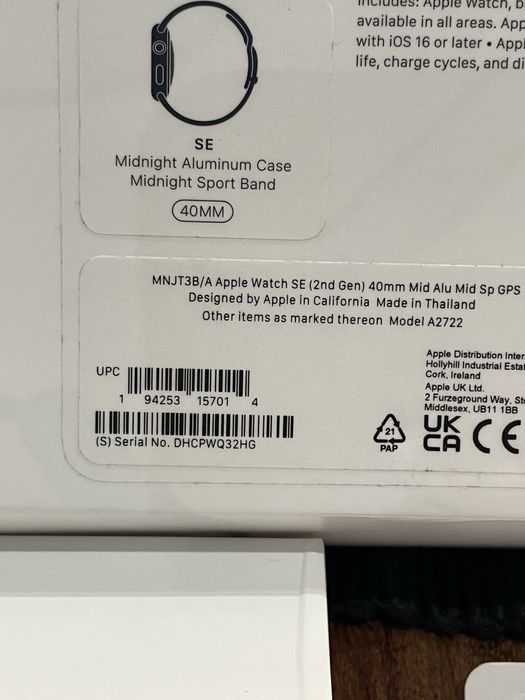 Includes: Apple Watch,
available in all areas. App
with iOS 16 or later • Appl
life, charge cycles, and di
SE
Midnight Aluminum Case
Midnight Sport Band
40MM
MNJT3B/A Apple Watch SE (2nd Gen) 40mm Mid Alu Mid Sp GPS
Designed by Apple in California Made in Thailand
Other items as marked thereon Model A2722
Apple Distribution Inter
Hollyhill Industrial Estat
Cork, Ireland
Apple UK Ltd.
2 Furzeground Way, St
Middlesex, UB11 1BB
UPC
1 94253 15701 4
(S) Serial No. DHCPWQ32HG
21
PAP
UK
CA CE